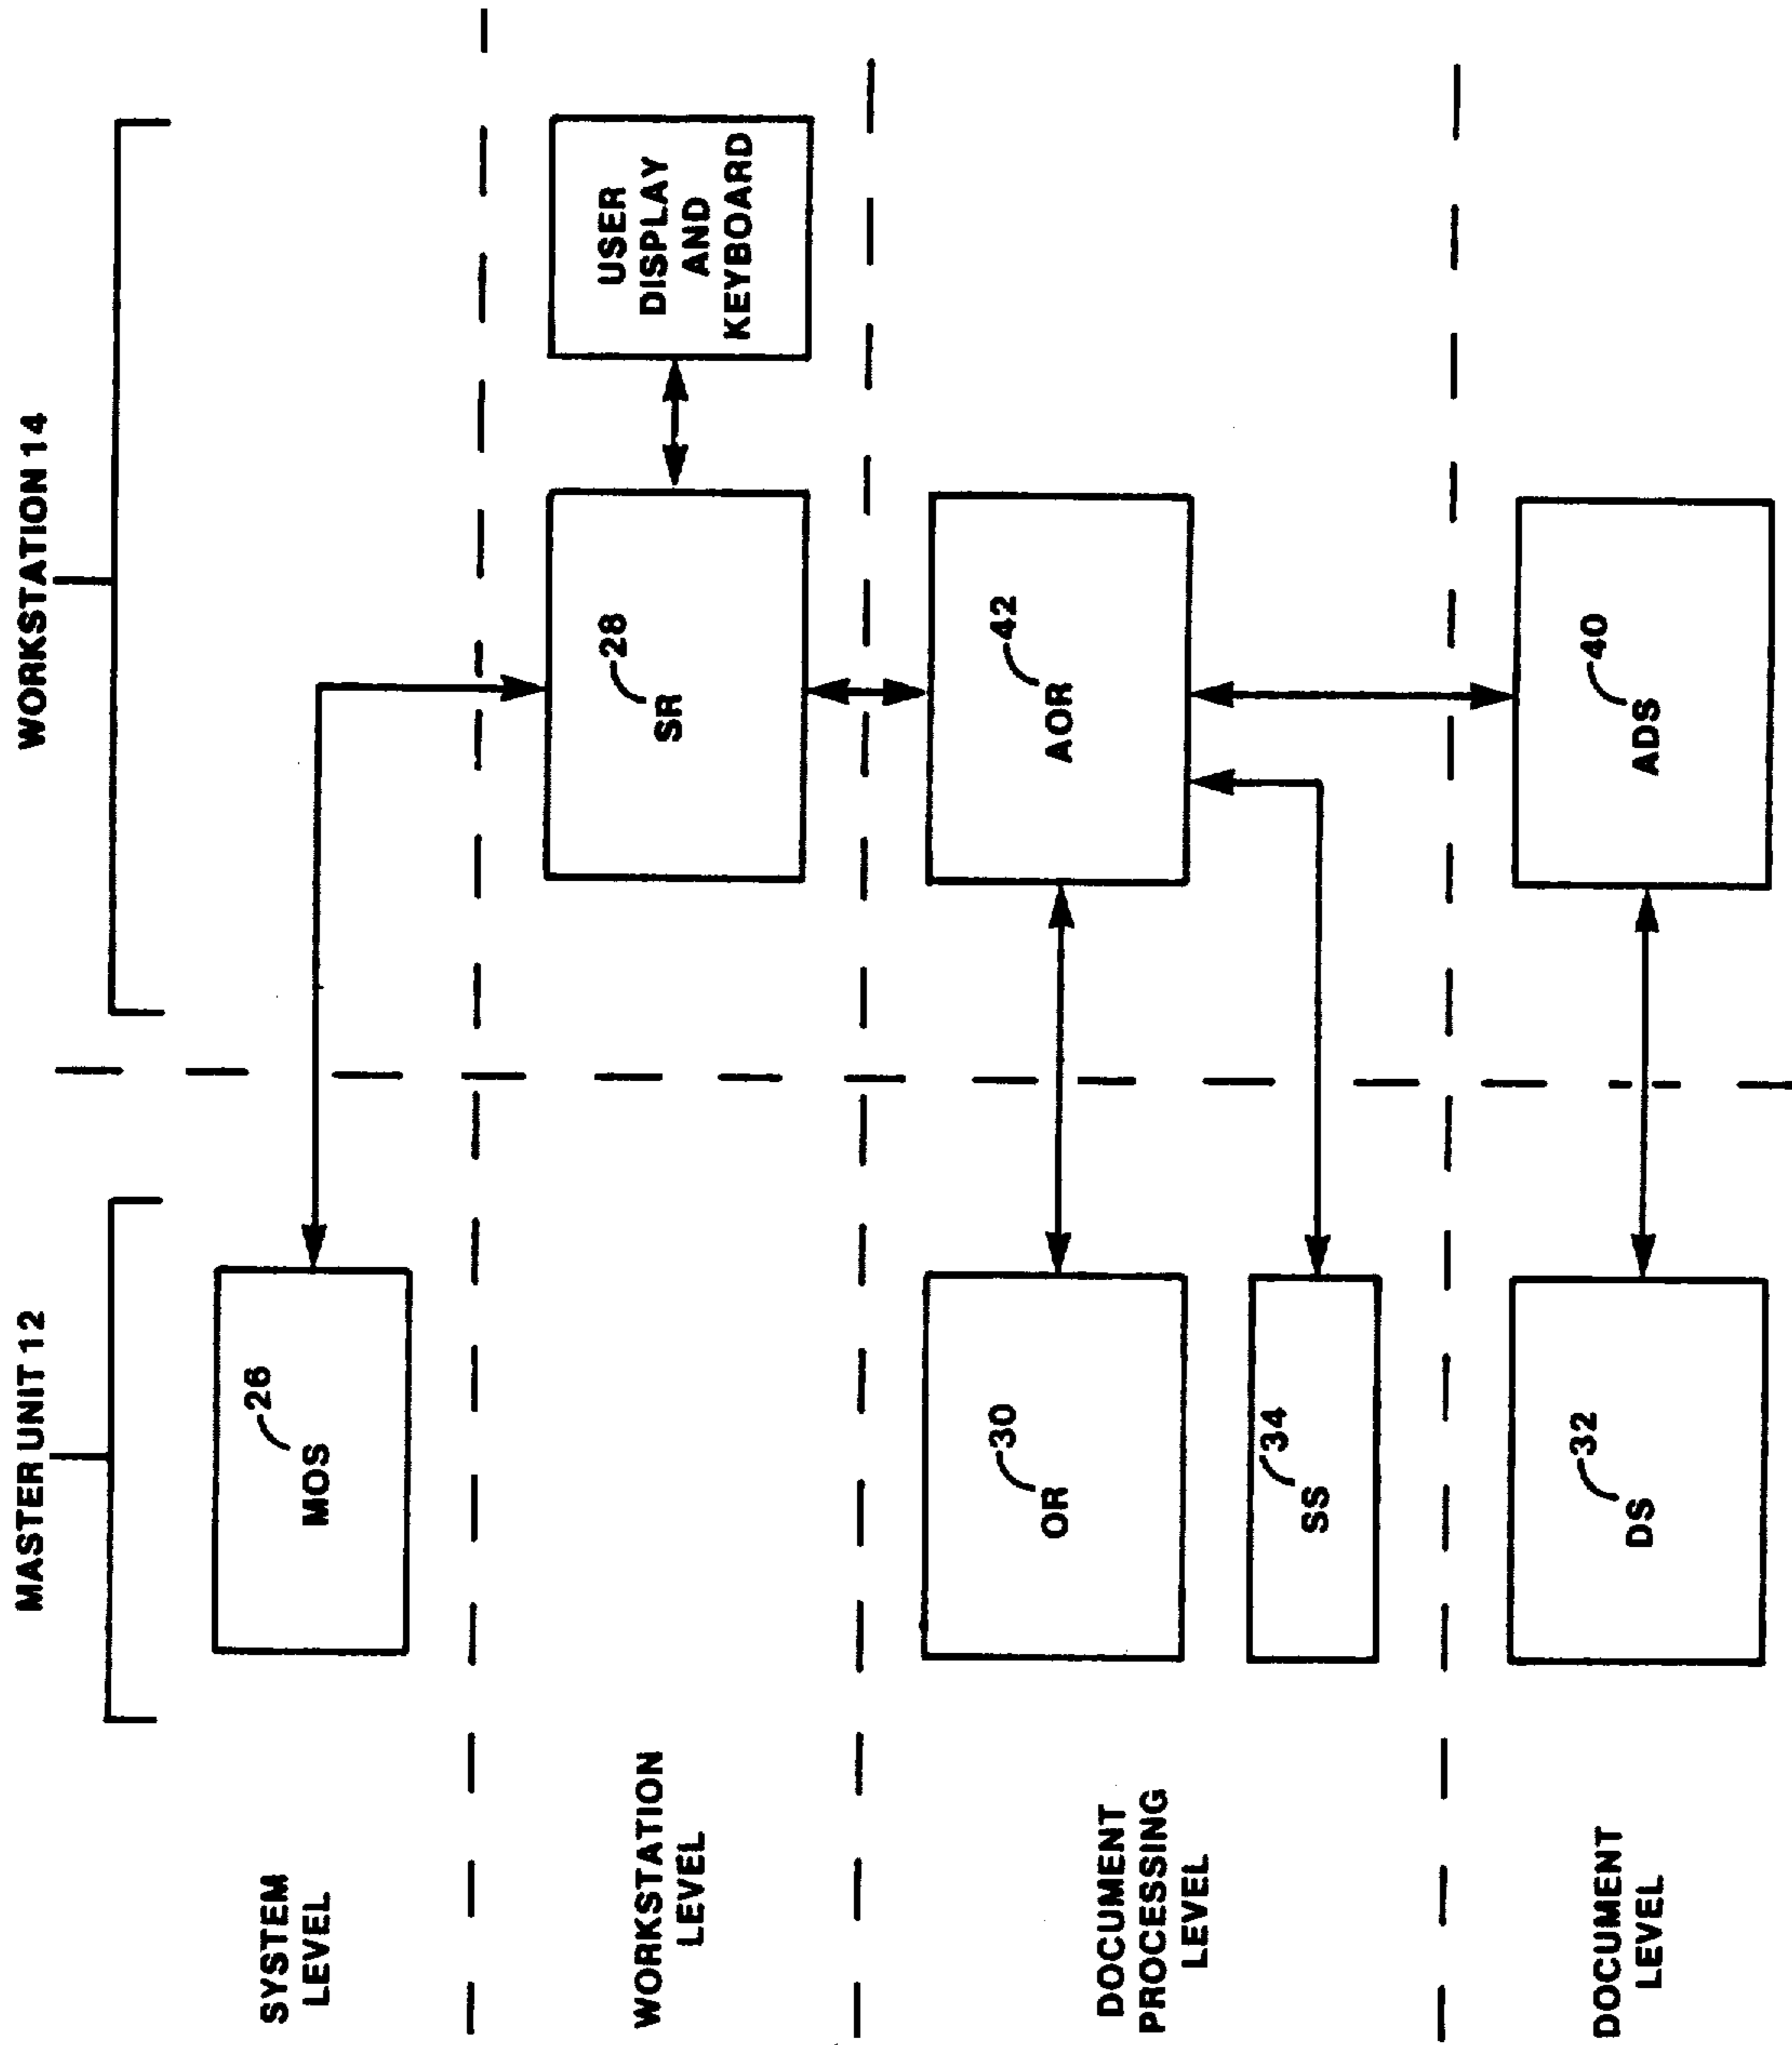 MASTER UNIT 12
WORKSTATION 14
SYSTEM
LEVEL
26
MOS
WORKSTATION
LEVEL
28
SR
USER
DISPLAY
AND
KEYBOARD
DOCUMENT
PROCESSING
LEVEL
30
OR
42
AOR
34
SS
DOCUMENT
LEVEL
32
DS
40
ADS